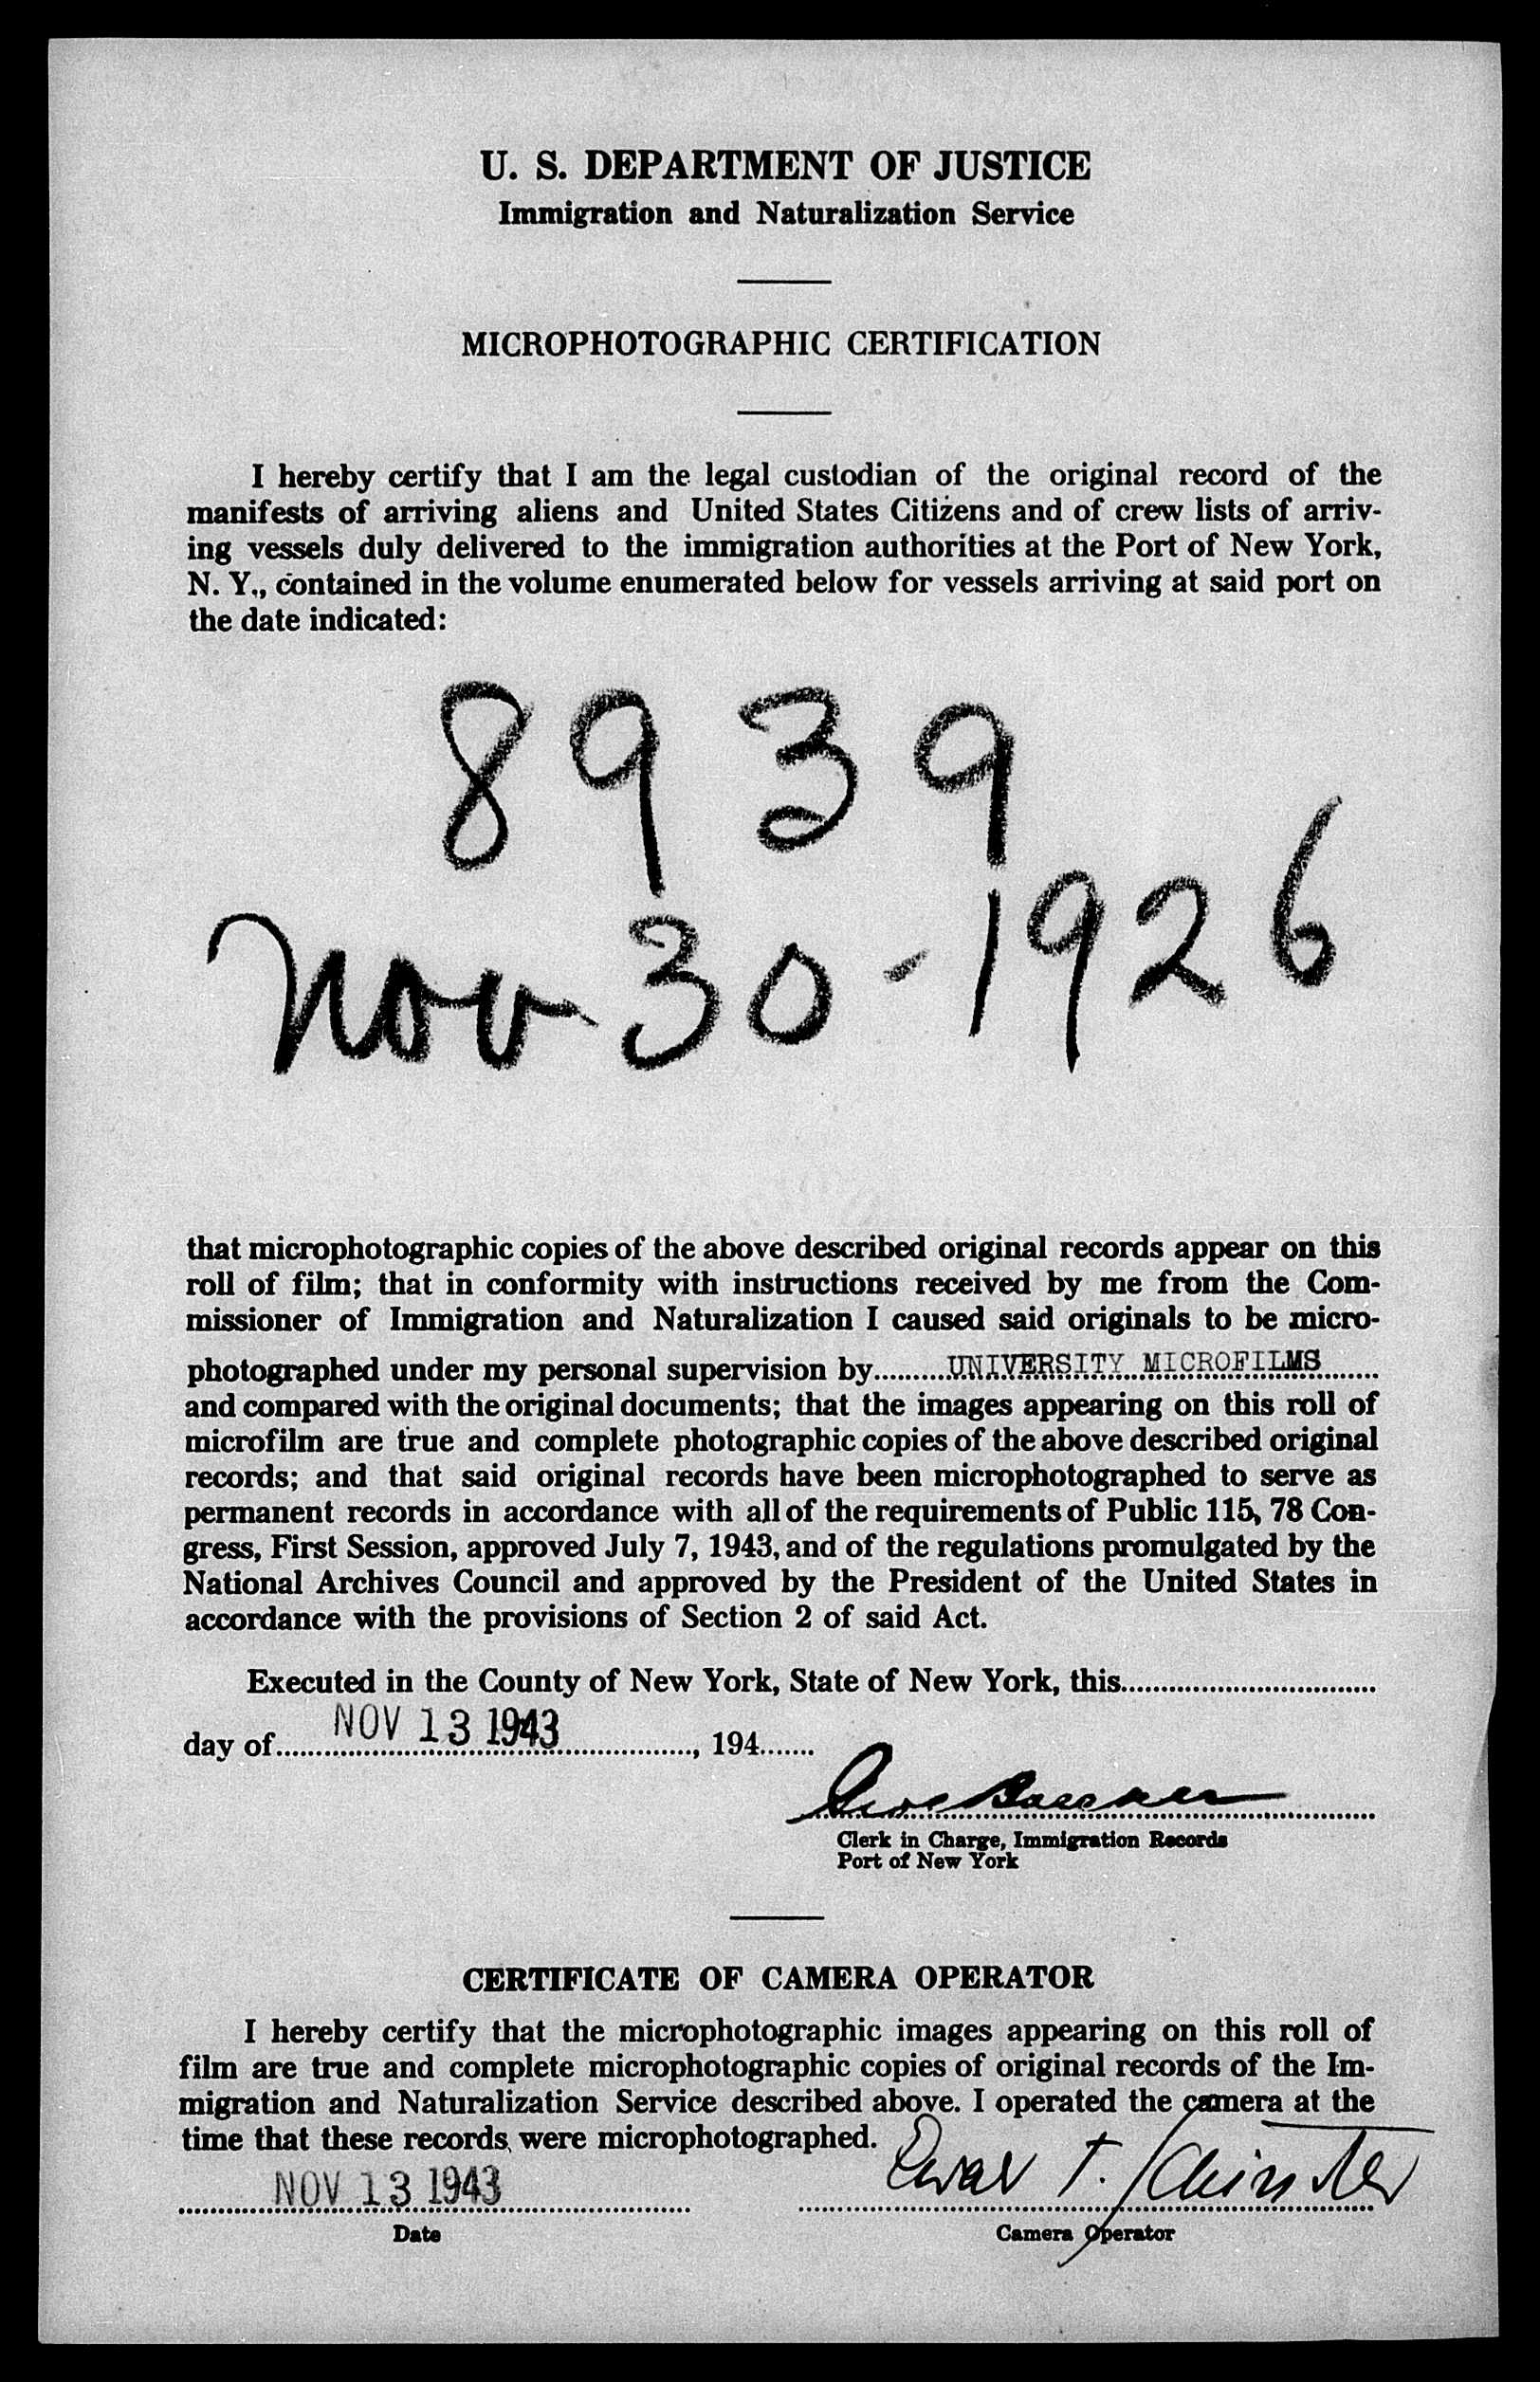 U. S. DEPARTMENT OF JUSTICE
Immigration and Naturalization Service
MICROPHOTOGRAPHIC CERTIFICATION
I hereby certify that I am the legal custodian of the original record of the
manifests of arriving aliens and United States Citizens and of crew lists of arriv-
ing vessels duly delivered to the immigration authorities at the Port of New York,
N. Y., contained in the volume enumerated below for vessels arriving at said port on
the date indicated:
8939
Nov 30 - 1926
that microphotographic copies of the above described original records appear on this
roll of film; that in conformity with instructions received by me from the Com-
missioner of Immigration and Naturalization I caused said originals to be micro-
photographed under my personal supervision by..........UNIVERSITY MICROFILMS........
and compared with the original documents; that the images appearing on this roll of
microfilm are true and complete photographic copies of the above described original
records; and that said original records have been microphotographed to serve as
permanent records in accordance with all of the requirements of Public 115, 78 Con-
gress, First Session, approved July 7, 1943, and of the regulations promulgated by the
National Archives Council and approved by the President of the United States in
accordance with the provisions of Section 2 of said Act.
Executed in the County of New York, State of New York, this................................
day of......NOV 13 1943................, 194.......
Clerk in Charge, Immigration Records
Port of New York
CERTIFICATE OF CAMERA OPERATOR
I hereby certify that the microphotographic images appearing on this roll of
film are true and complete microphotographic copies of original records of the Im-
migration and Naturalization Service described above. I operated the camera at the
time that these records were microphotographed.
NOV 13 1943
T.
Date
Camera Operator